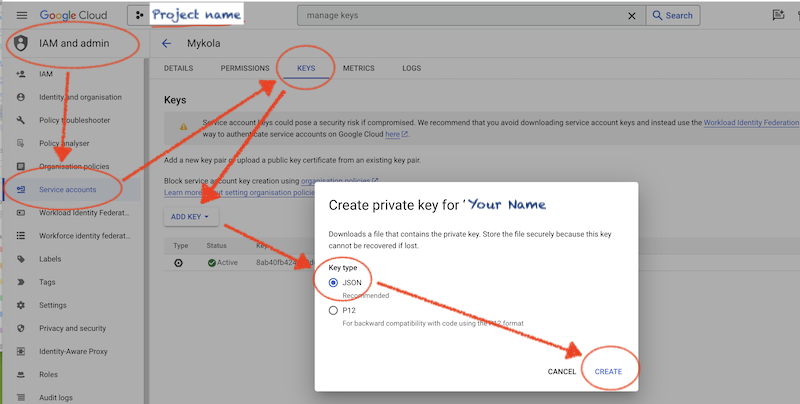 Google Cloud
Project name
manage keys
Search
IAM and admin
Mykola
DETAILS PERMISSIONS KEYS METRICS LOGS
IAM
Identity and organisation
Policy troubleshooter
Policy analyser
Organisation policies
Service accounts
Workload Identity Federat...
Workforce identity federat...
Labels
Tags
Settings
Privacy and security
Identity-Aware Proxy
Roles
Audit logs
Keys
Service account keys could pose a security risk if compromised. We recommend that you avoid downloading service account keys and instead use the Workload Identity Federation
way to authenticate service accounts on Google Cloud here.
Add a new key pair or upload a public key certificate from an existing key pair.
Block service account key creation using organisation policies.
Learn more about setting organisation policies
ADD KEY
Type Status Key
Active 8ab40fb424
Create private key for 'Your Name
Downloads a file that contains the private key. Store the file securely because this key
cannot be recovered if lost.
Key type
JSON
Recommended
P12
For backward compatibility with code using the P12 format
CANCEL CREATE